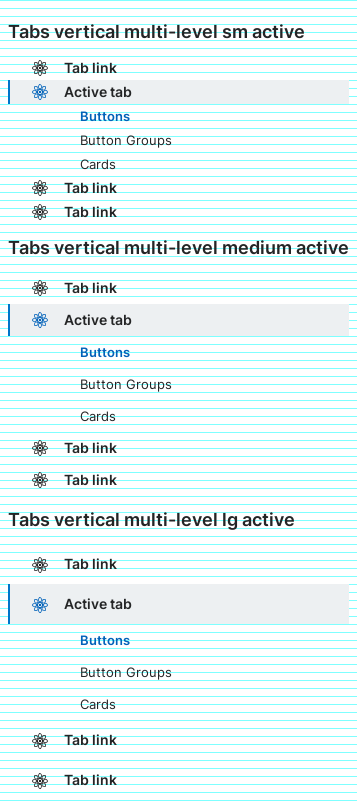 Tabs vertical multi-level sm active
Tab link
Active tab
Buttons
Button Groups
Cards
Tab link
Tab link
Tabs vertical multi-level medium active
Tab link
Active tab
Buttons
Button Groups
Cards
Tab link
Tab link
Tabs vertical multi-level lg active
Tab link
Active tab
Buttons
Button Groups
Cards
Tab link
Tab link